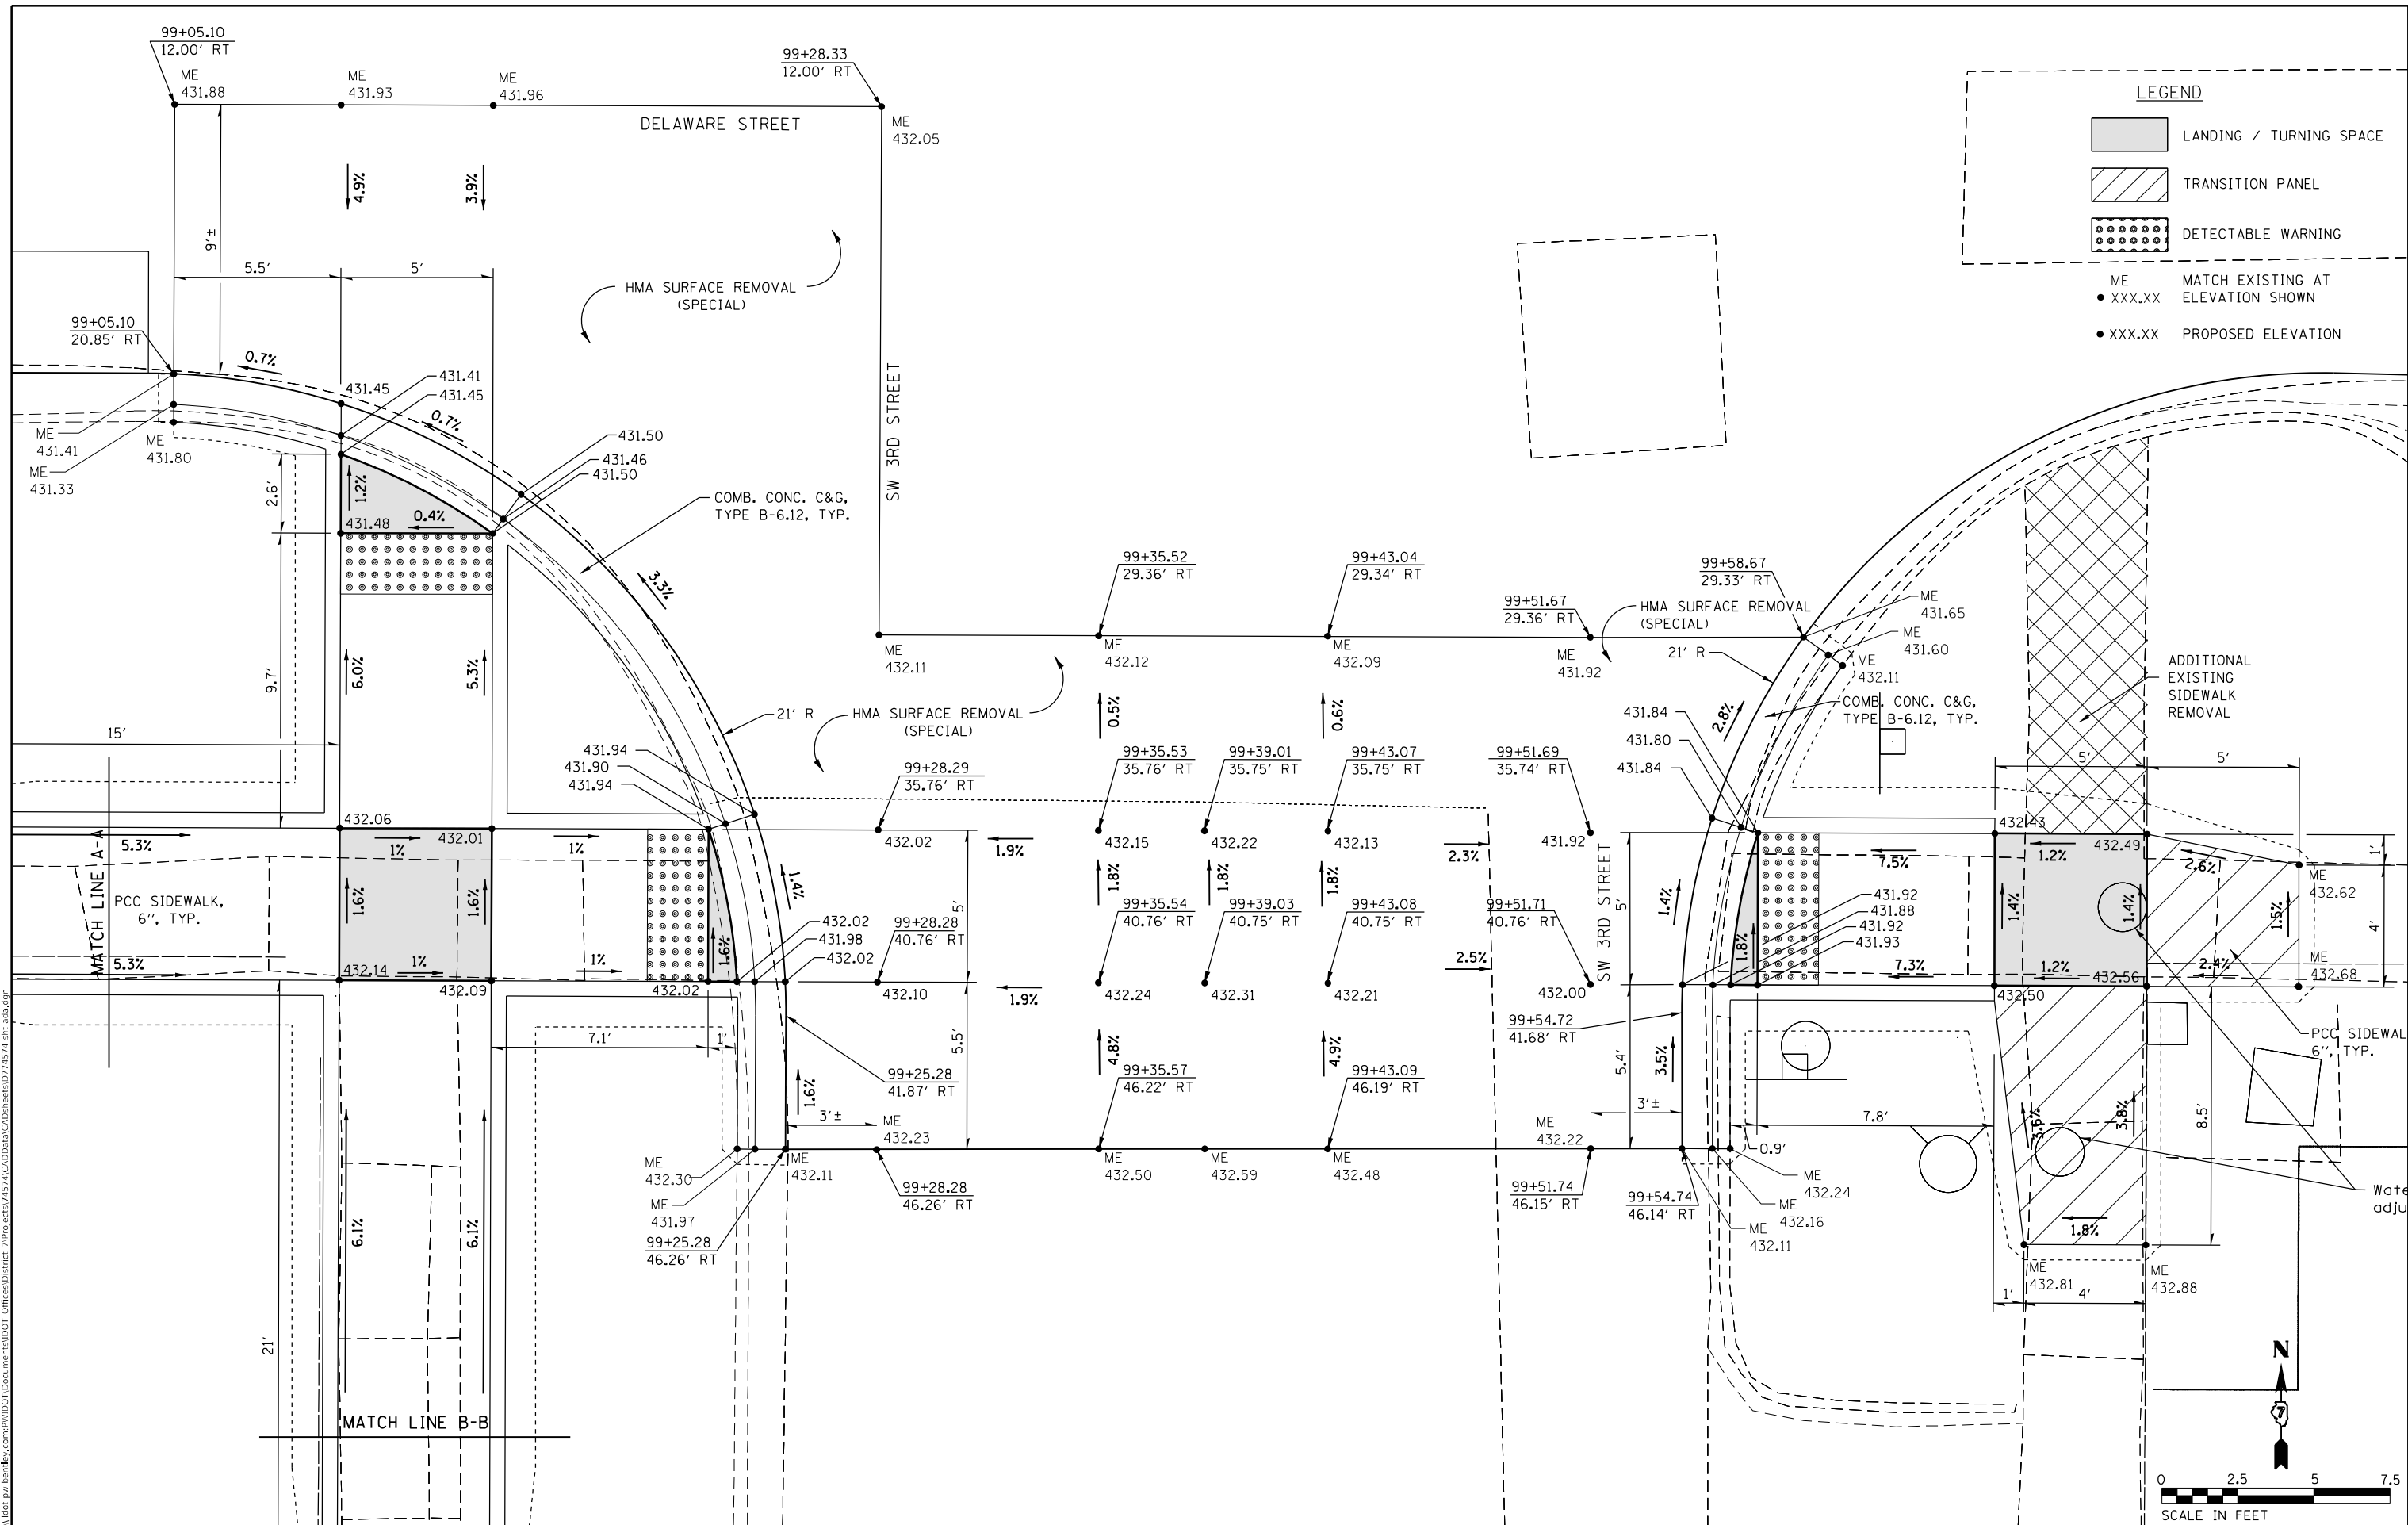 99+05.10
12.00' RT
ME
431.88
ME
431.93
ME
431.96
99+28.33
12.00' RT
ME
432.05
DELAWARE STREET
LEGEND
LANDING / TURNING SPACE
TRANSITION PANEL
DETECTABLE WARNING
ME
XXX.XX
MATCH EXISTING AT
ELEVATION SHOWN
XXX.XX PROPOSED ELEVATION
4.9%
3.9%
9'±
5.5'
5'
HMA SURFACE REMOVAL
(SPECIAL)
99+05.10
20.85' RT
0.7%
431.45
431.41
431.45
0.7%
ME
431.41
ME
431.33
ME
431.80
431.50
431.46
431.50
2.6'
1.2%
431.48
0.4%
COMB. CONC. C&G,
TYPE B-6.12, TYP.
SW 3RD STREET
3.3%
9.7'
6.0%
5.3%
15'
21' R
HMA SURFACE REMOVAL
(SPECIAL)
ME
432.11
99+35.52
29.36' RT
ME
432.12
99+43.04
29.34' RT
ME
432.09
99+51.67
29.36' RT
ME
431.92
99+58.67
29.33' RT
HMA SURFACE REMOVAL
(SPECIAL)
21' R
ME
431.65
ME
431.60
ME
432.11
COMB. CONC. C&G,
TYPE B-6.12, TYP.
2.8%
ADDITIONAL
EXISTING
SIDEWALK
REMOVAL
0.5%
0.6%
431.94
431.90
431.94
99+28.29
35.76' RT
432.02
99+35.53
35.76' RT
432.15
99+39.01
35.75' RT
432.22
99+43.07
35.75' RT
432.13
99+51.69
35.74' RT
431.92
431.84
431.80
431.84
5'
5'
432.06
432.01
1%
1%
5.3%
MATCH LINE A-A
PCC SIDEWALK,
6", TYP.
1.6%
1.6%
5.3%
432.14
1%
432.09
1%
432.02
1.6%
1.4%
432.02
431.98
432.02
1.9%
1.9%
5'
99+28.28
40.76' RT
432.10
1.8%
99+35.54
40.76' RT
432.24
1.8%
99+39.03
40.75' RT
432.31
1.8%
99+43.08
40.75' RT
432.21
2.3%
2.5%
99+51.71
40.76' RT
432.00
SW 3RD STREET
5'
1.4%
1.8%
431.92
431.88
431.92
431.93
7.5%
7.3%
432.43
1.2%
432.49
1.4%
1.4%
1.2%
432.50
432.56
2.6%
2.4%
1.5%
ME
432.62
ME
432.68
1'
4'
PCC SIDEWAL
6", TYP.
7.1'
1'
1.6%
3'±
99+25.28
41.87' RT
5.5'
4.8%
99+35.57
46.22' RT
4.9%
99+43.09
46.19' RT
99+54.72
41.68' RT
5.4'
3.5%
3'±
7.8'
0.9'
3.6%
3.8%
8.5'
ME
432.30
ME
431.97
99+25.28
46.26' RT
ME
432.11
ME
432.23
99+28.28
46.26' RT
ME
432.50
ME
432.59
ME
432.48
ME
432.22
99+51.74
46.15' RT
99+54.74
46.14' RT
ME
432.24
ME
432.16
ME
432.11
1.8%
ME
432.81
ME
432.88
1'
4'
Wate
adju
6.1%
6.1%
21'
MATCH LINE B-B
N
7
0 2.5 5 7.5
SCALE IN FEET